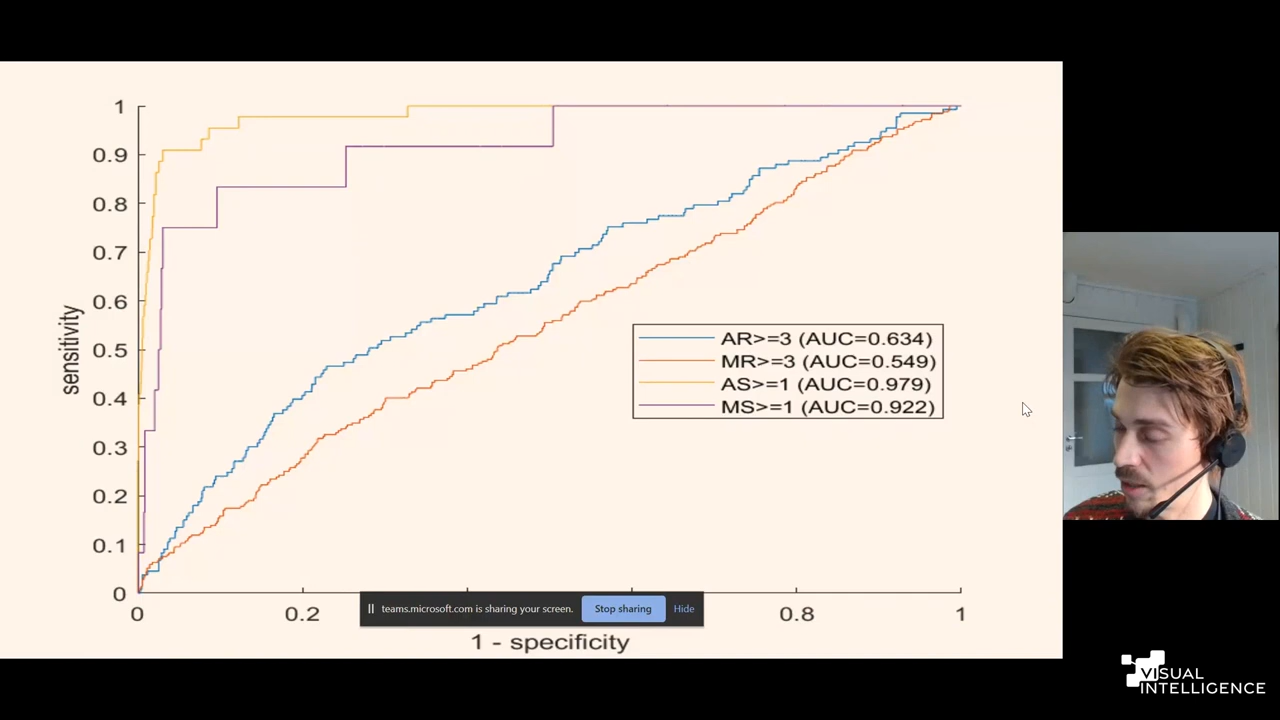 1
0.9
0.8
0.7
0.6
0.5
0.4
0.3
0.2
0.1
0
sensitivity
AR>=3 (AUC=0.634)
MR>=3 (AUC=0.549)
AS>=1 (AUC=0.979)
MS>=1 (AUC=0.922)
0
0.2
0.8
1
teams.microsoft.com is sharing your screen.
Stop sharing
Hide
1 - specificity
VISUAL
INTELLIGENCE